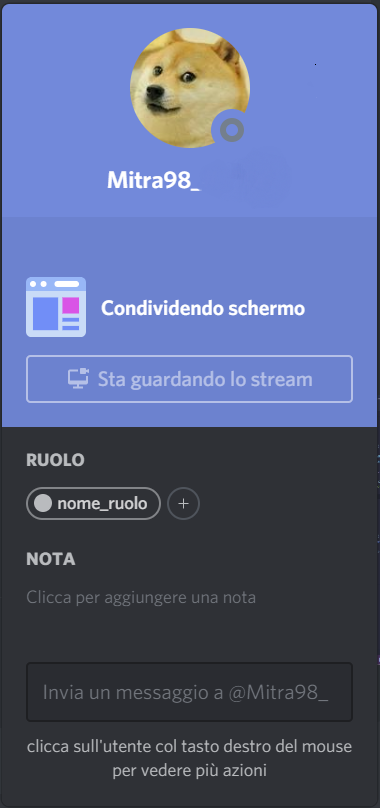 Mitra98_
Condividendo schermo
Sta guardando lo stream
RUOLO
nome_ruolo
+
NOTA
Clicca per aggiungere una nota
Invia un messaggio a @Mitra98_
clicca sull'utente col tasto destro del mouse
per vedere più azioni